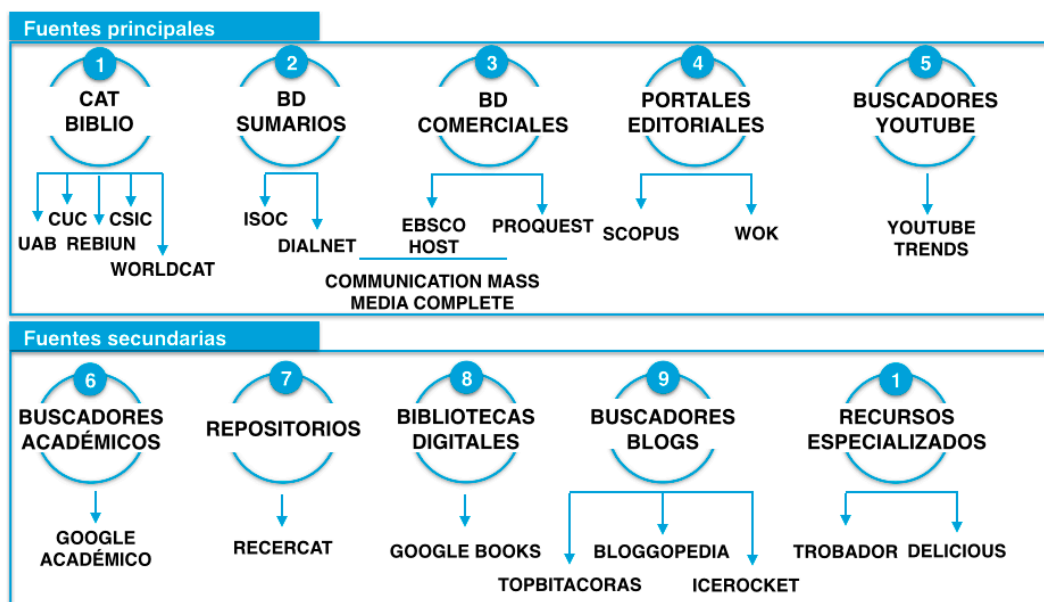 Fuentes principales
1
CAT
BIBLIO
UAB
CUC
REBIUN
CSIC
WORLDCAT
2
BD
SUMARIOS
ISOC
DIALNET
3
BD
COMERCIALES
EBSCO
HOST
PROQUEST
COMMUNICATION MASS
MEDIA COMPLETE
4
PORTALES
EDITORIALES
SCOPUS
WOK
5
BUSCADORES
YOUTUBE
YOUTUBE
TRENDS
Fuentes secundarias
6
BUSCADORES
ACADÉMICOS
GOOGLE
ACADÉMICO
7
REPOSITORIOS
RECERCAT
8
BIBLIOTECAS
DIGITALES
GOOGLE BOOKS
9
BUSCADORES
BLOGS
TOPBITACORAS
BLOGGOPEDIA
ICEROCKET
1
RECURSOS
ESPECIALIZADOS
TROBADOR
DELICIOUS